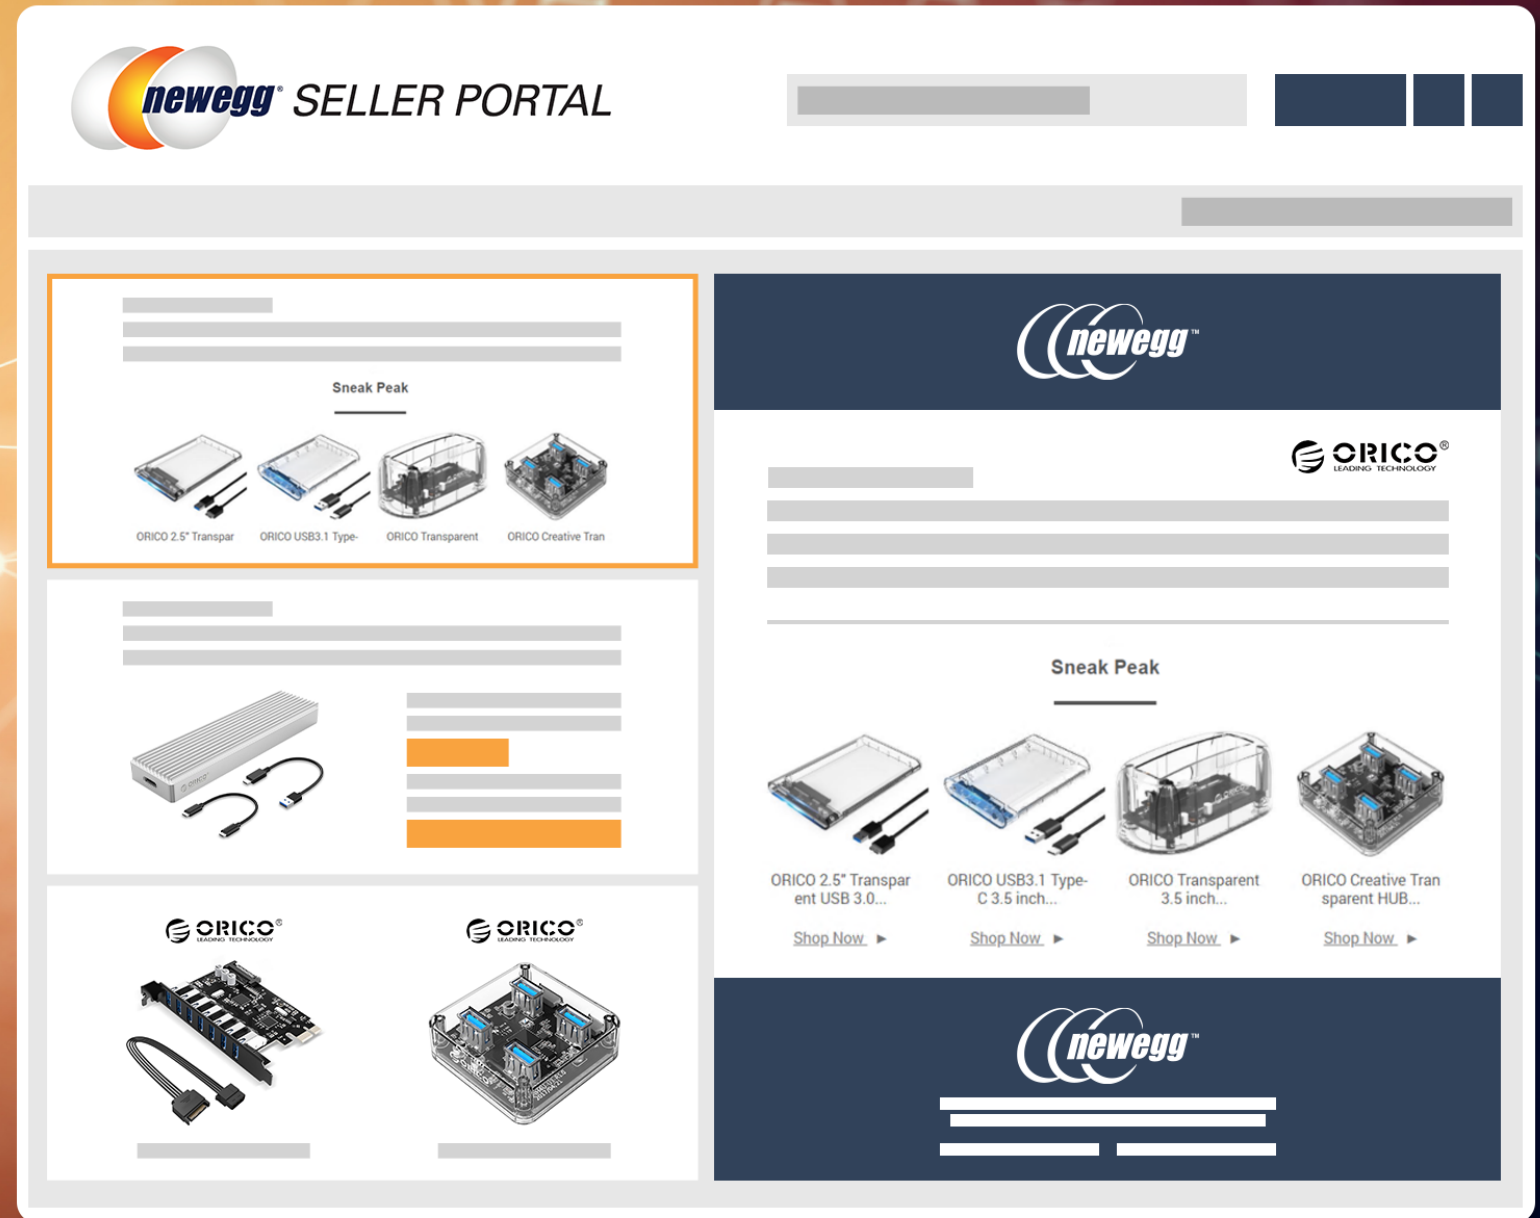 newegg® SELLER PORTAL
Sneak Peak
ORICO 2.5" Transpar
ORICO USB3.1 Type-
ORICO Transparent
ORICO Creative Tran
ORICO
ORICO®
LEADING TECHNOLOGY
ORICO®
LEADING TECHNOLOGY
newegg™
ORICO®
LEADING TECHNOLOGY
Sneak Peak
ORICO 2.5" Transpar
ent USB 3.0...
Shop Now ►
ORICO USB3.1 Type-
C 3.5 inch...
Shop Now ►
ORICO Transparent
3.5 inch...
Shop Now ►
ORICO Creative Tran
sparent HUB...
Shop Now ►
newegg™